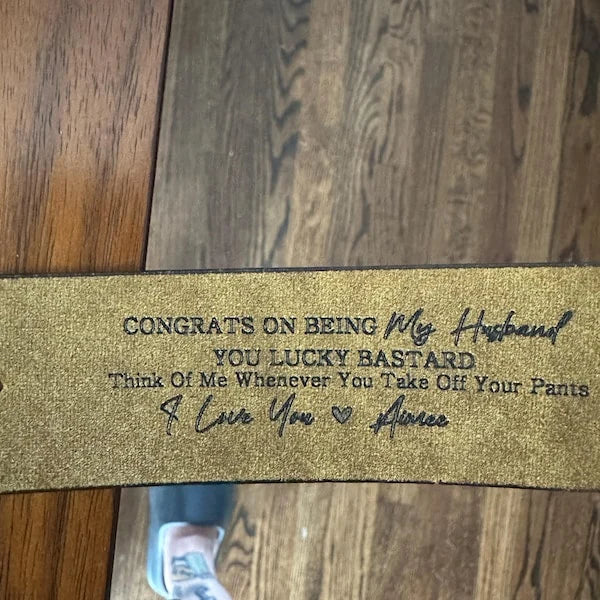 CONGRATS ON BEING My Husband
YOU LUCKY BASTARD
Think Of Me Whenever You Take Off Your Pants
I Love You ♥ Aimee